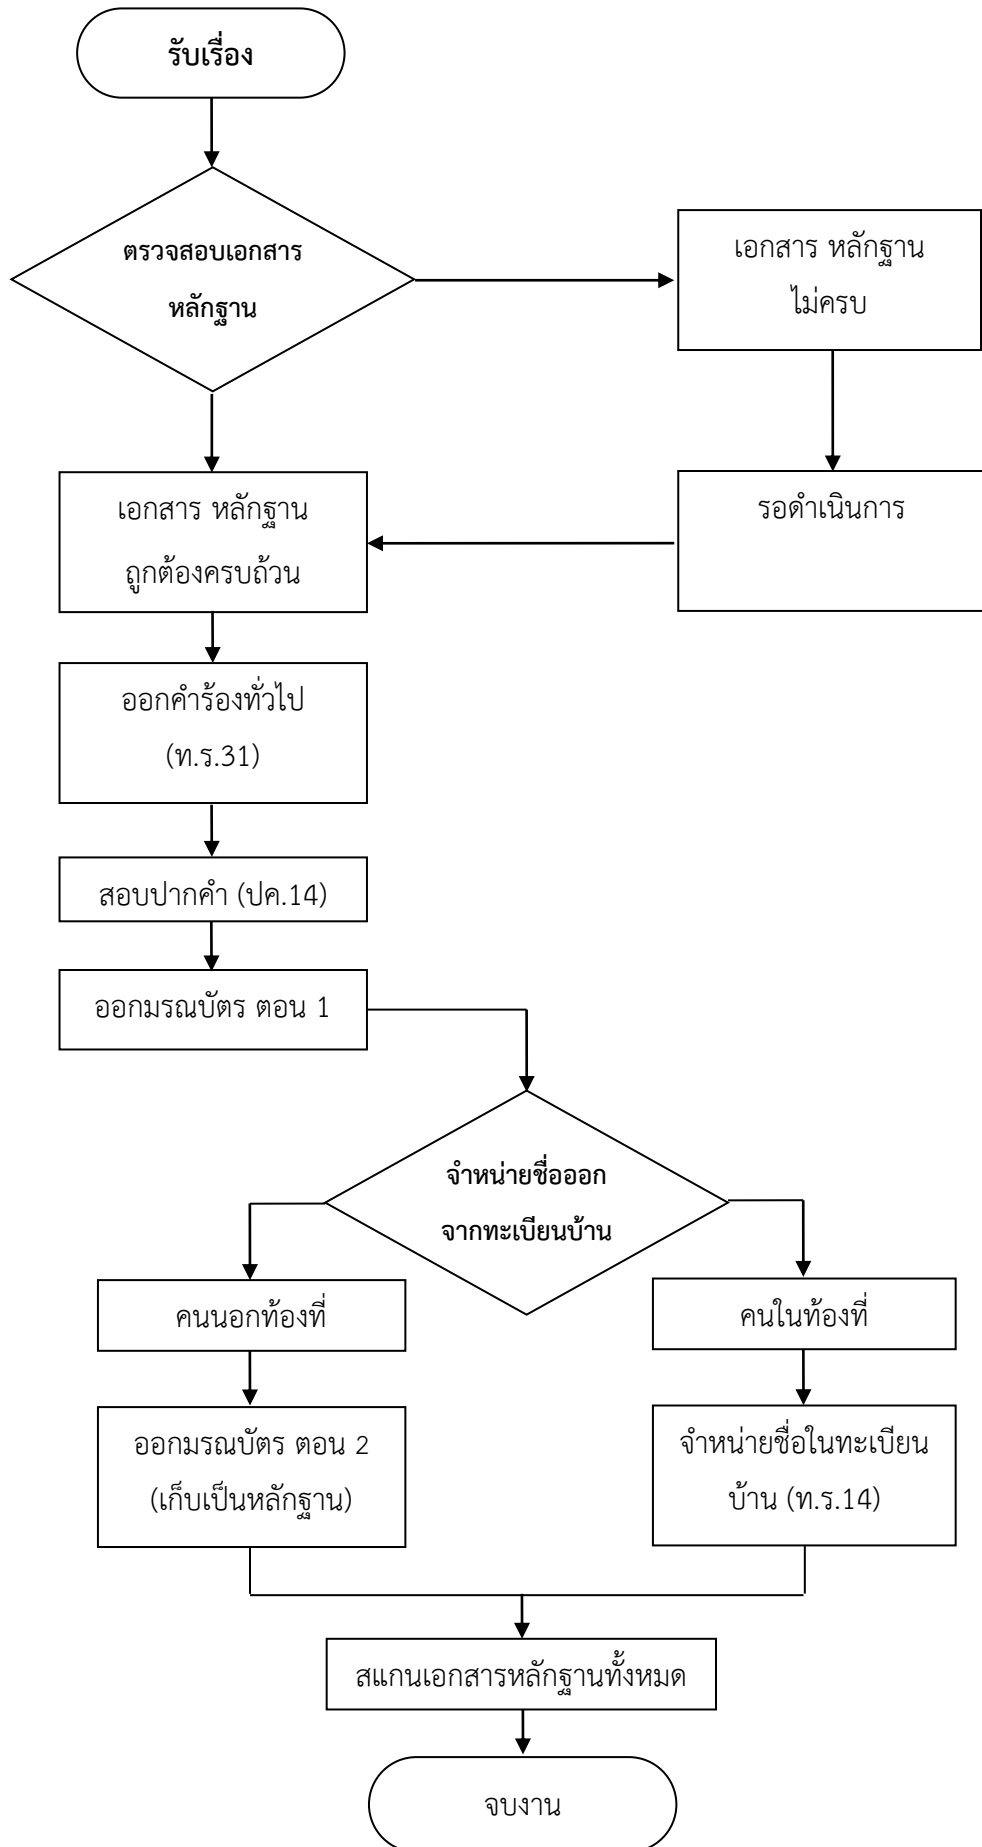 รับเรื่อง
ตรวจสอบเอกสาร
หลักฐาน
เอกสาร หลักฐาน
ไม่ครบ
เอกสาร หลักฐาน
ถูกต้องครบถ้วน
รอดำเนินการ
ออกคำร้องทั่วไป
(ท.ร.31)
สอบปากคำ (ปค.14)
ออกมรณบัตร ตอน 1
จำหน่ายชื่อออก
จากทะเบียนบ้าน
คนนอกท้องที่
คนในท้องที่
ออกมรณบัตร ตอน 2
(เก็บเป็นหลักฐาน)
จำหน่ายชื่อในทะเบียน
บ้าน (ท.ร.14)
สแกนเอกสารหลักฐานทั้งหมด
จบงาน